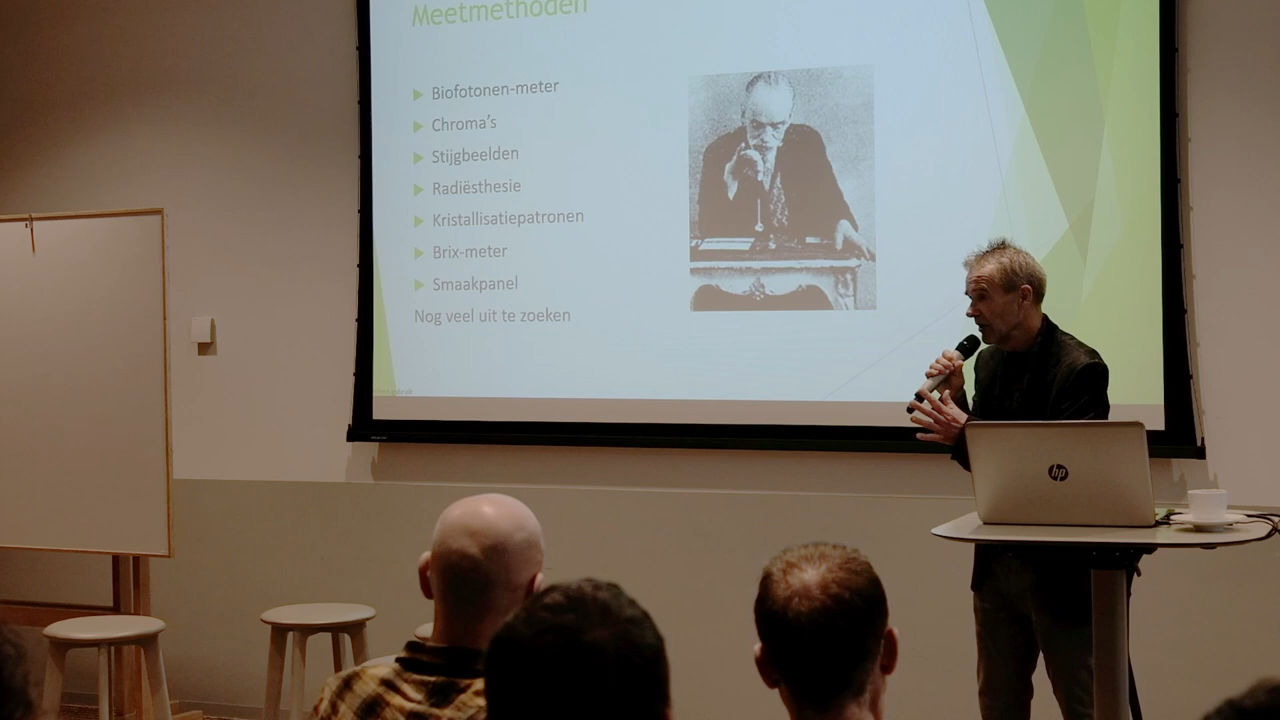 Meetmethoden
Biofotonen-meter
Chroma's
Stijgbeelden
Radiësthesie
Kristallisatiepatronen
Brix-meter
Smaakpanel
Nog veel uit te zoeken
hp